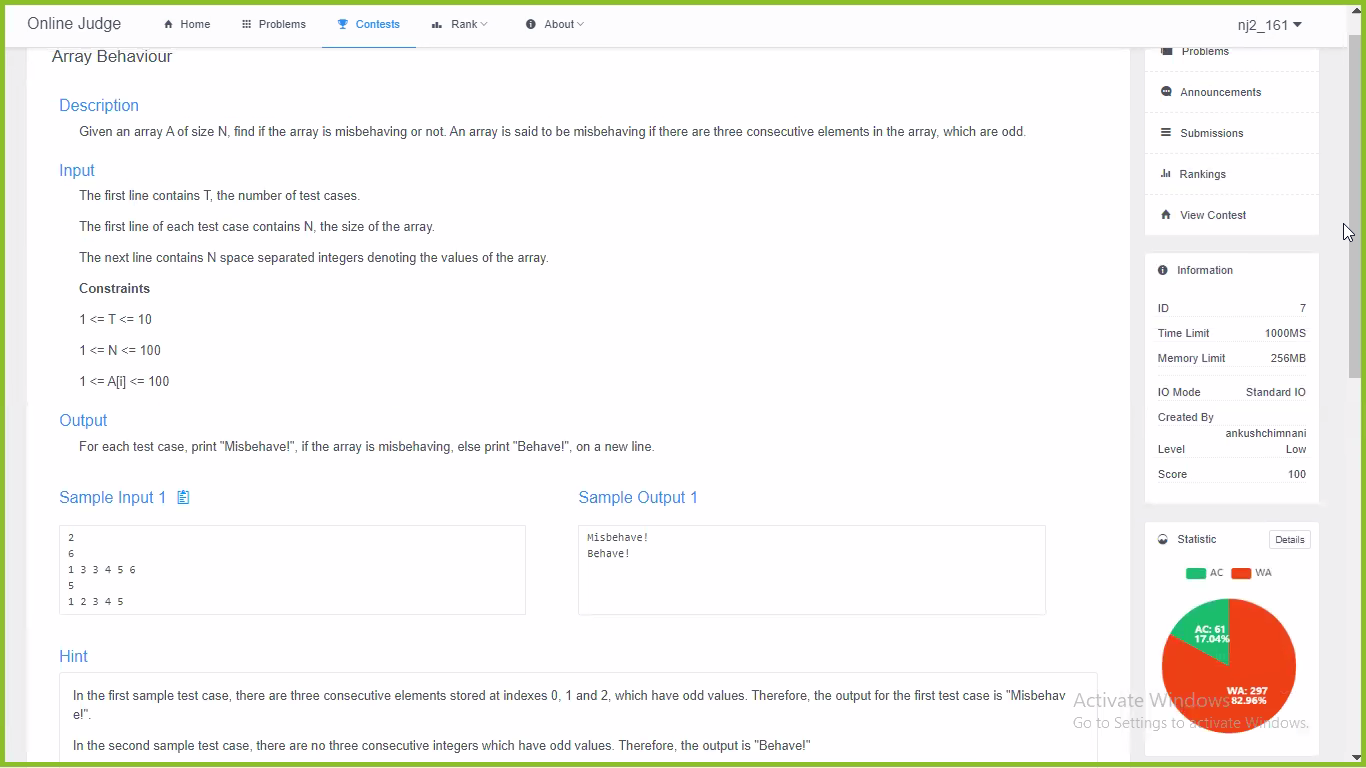 Online Judge
Home
Problems
Contests
Rank
About
nj2_161
Array Behaviour
Description
Given an array A of size N, find if the array is misbehaving or not. An array is said to be misbehaving if there are three consecutive elements in the array, which are odd.
Input
The first line contains T, the number of test cases.
The first line of each test case contains N, the size of the array.
The next line contains N space separated integers denoting the values of the array.
Constraints
1 <= T <= 10
1 <= N <= 100
1 <= A[i] <= 100
Output
For each test case, print "Misbehave!", if the array is misbehaving, else print "Behave!", on a new line.
Sample Input 1
2
6
1 3 3 4 5 6
5
1 2 3 4 5
Sample Output 1
Misbehave!
Behave!
Hint
In the first sample test case, there are three consecutive elements stored at indexes 0, 1 and 2, which have odd values. Therefore, the output for the first test case is "Misbehav
e!".
In the second sample test case, there are no three consecutive integers which have odd values. Therefore, the output is "Behave!"
Problems
Announcements
Submissions
Rankings
View Contest
Information
ID 7
Time Limit 1000MS
Memory Limit 256MB
IO Mode Standard IO
Created By
ankushchimnani
Level Low
Score 100
Statistic Details
AC WA
AC: 61
17.04%
WA: 297
82.96%
Activate Windows
Go to Settings to activate Windows.